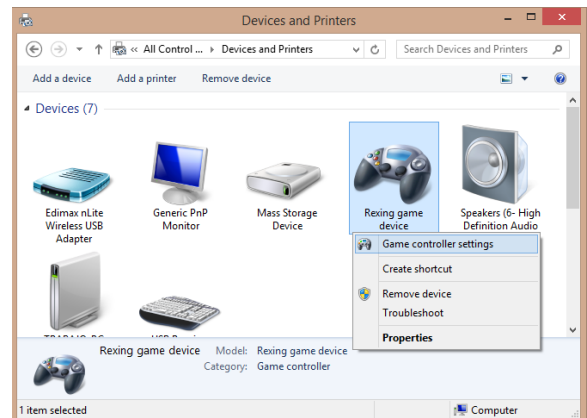 Devices and Printers
« All Control ... ▸ Devices and Printers
Search Devices and Printers
Add a device Add a printer Remove device
Devices (7)
Edimax nLite
Wireless USB
Adapter
Generic PnP
Monitor
Mass Storage
Device
Rexing game
device
Speakers (6- High
Definition Audio
Game controller settings
Create shortcut
Remove device
Troubleshoot
Properties
Rexing game device Model: Rexing game device
Category: Game controller
1 item selected
Computer